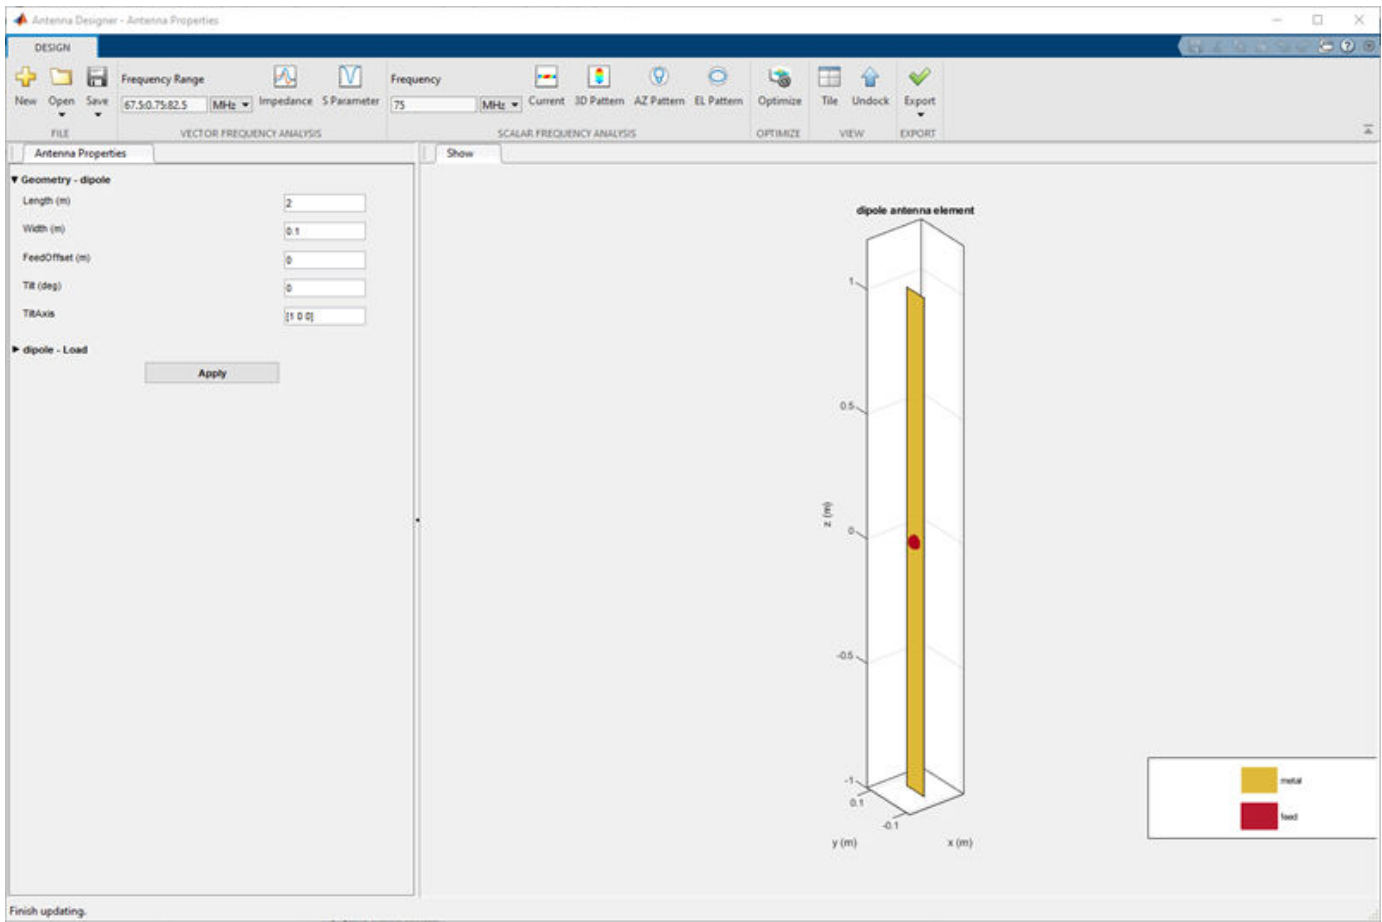 Antenna Designer - Antenna Properties
DESIGN
Frequency Range
Frequency
New Open Save 67.5:0.75:82.5 MHz Impedance S Parameter 75 MHz Current 3D Pattern AZ Pattern EL Pattern Optimize Tile Undock Export
FILE VECTOR FREQUENCY ANALYSIS SCALAR FREQUENCY ANALYSIS OPTIMIZE VIEW EXPORT
Antenna Properties
Show
Geometry - dipole
Length (m) 2
Width (m) 0.1
FeedOffset (m) 0
Tilt (deg) 0
TiltAxis [1 0 0]
dipole - Load
Apply
dipole antenna element
1
0.5
z (m)
0
-0.5
-1
0.1
-0.1
y (m) x (m)
metal
feed
Finish updating.